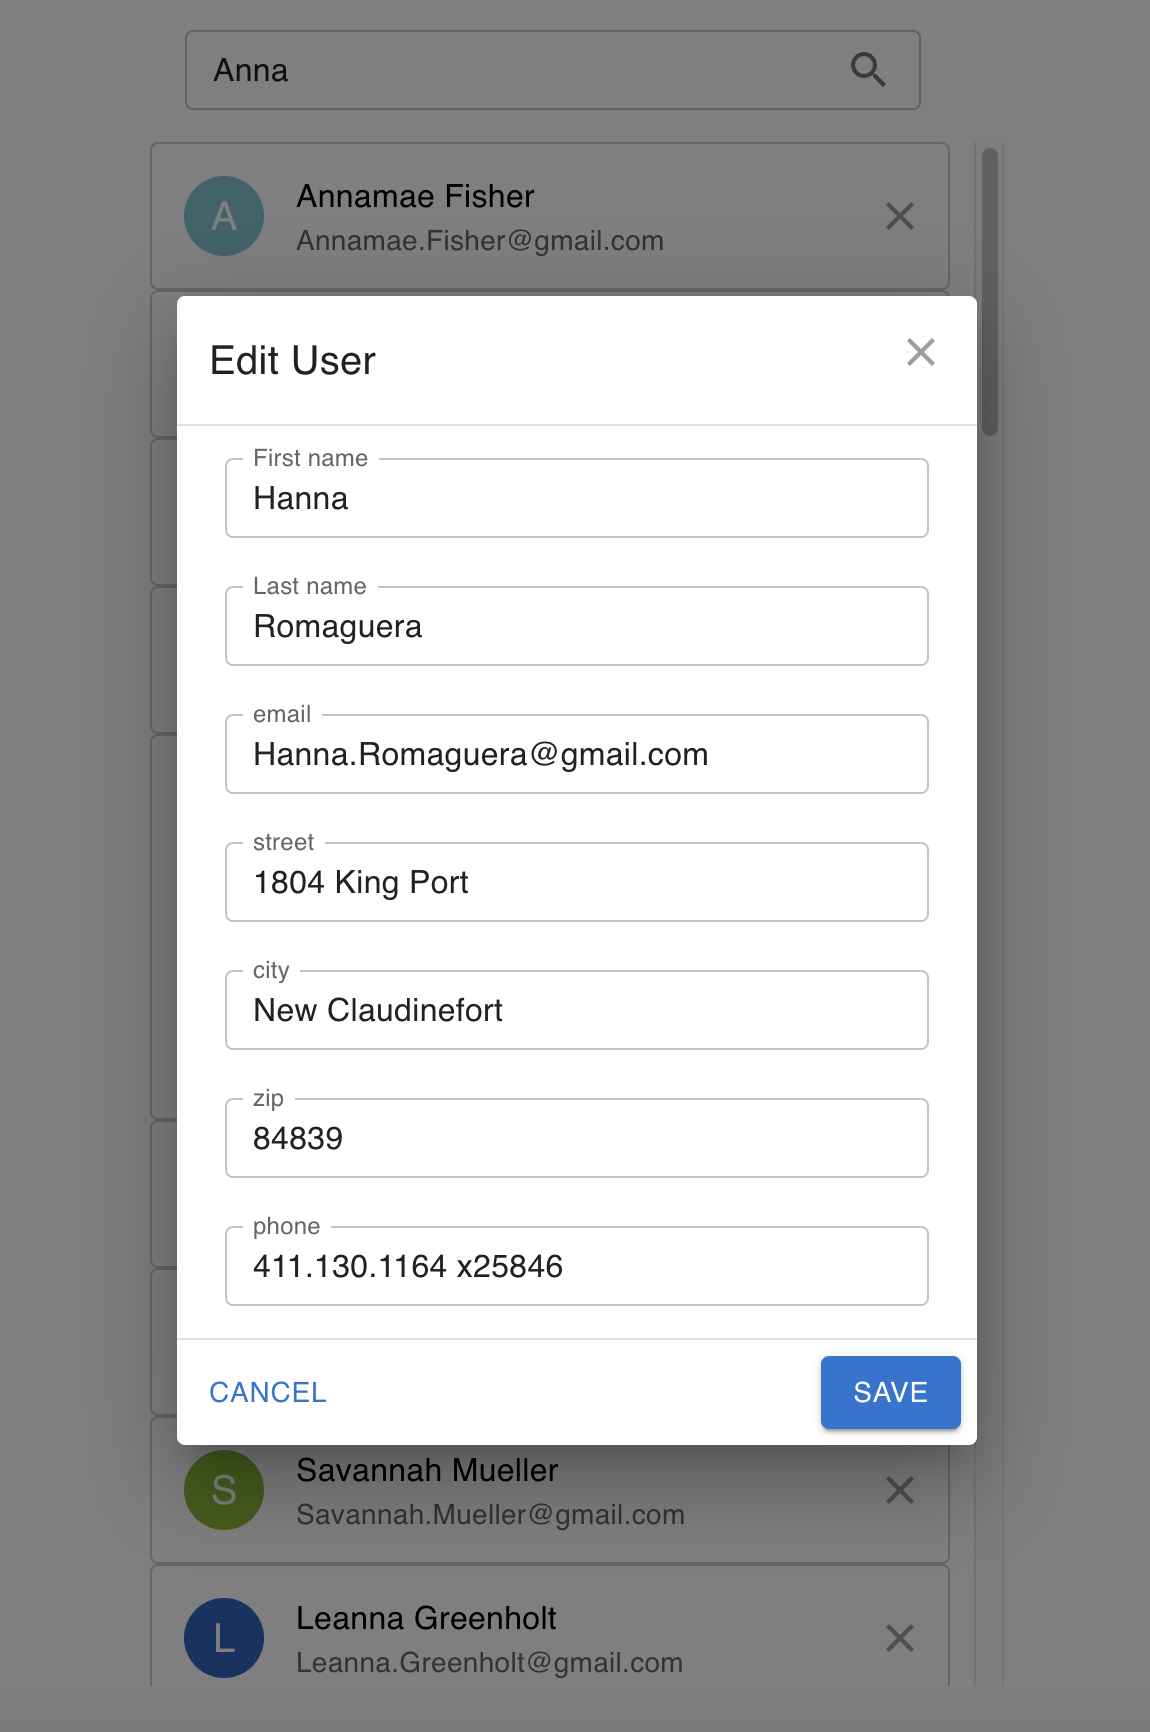 Anna
A
Annamae Fisher
Annamae.Fisher@gmail.com
Edit User
First name
Hanna
Last name
Romaguera
email
Hanna.Romaguera@gmail.com
street
1804 King Port
city
New Claudinefort
zip
84839
phone
411.130.1164 x25846
CANCEL
SAVE
S
Savannah Mueller
Savannah.Mueller@gmail.com
L
Leanna Greenholt
Leanna.Greenholt@gmail.com